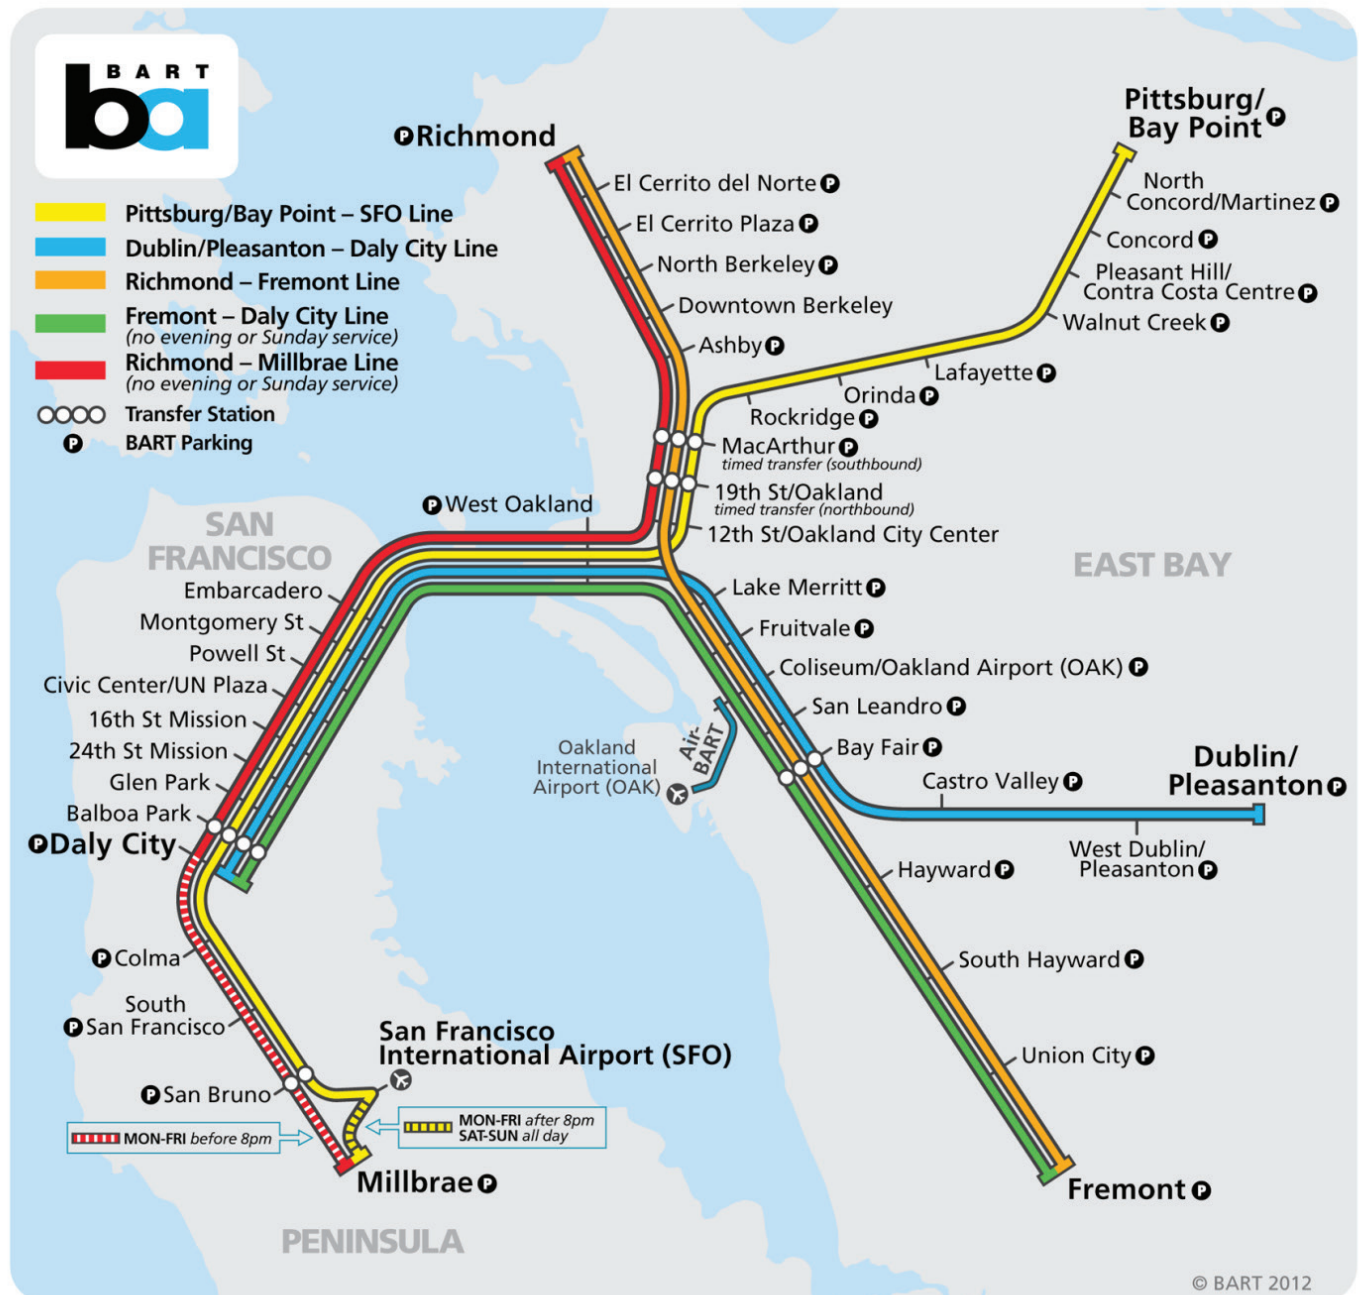 BART
ba
Pittsburg/Bay Point – SFO Line
Dublin/Pleasanton – Daly City Line
Richmond – Fremont Line
Fremont – Daly City Line
(no evening or Sunday service)
Richmond – Millbrae Line
(no evening or Sunday service)
Transfer Station
P BART Parking
P Richmond
El Cerrito del Norte P
El Cerrito Plaza P
North Berkeley P
Downtown Berkeley
Ashby P
Pittsburg/
Bay Point P
North
Concord/Martinez P
Concord P
Pleasant Hill/
Contra Costa Centre P
Walnut Creek P
Lafayette P
Orinda P
Rockridge P
MacArthur P
timed transfer (southbound)
19th St/Oakland
timed transfer (northbound)
12th St/Oakland City Center
P West Oakland
SAN
FRANCISCO
EAST BAY
Embarcadero
Montgomery St
Powell St
Civic Center/UN Plaza
16th St Mission
24th St Mission
Glen Park
Balboa Park
P Daly City
Lake Merritt P
Fruitvale P
Coliseum/Oakland Airport (OAK) P
San Leandro P
Bay Fair P
Air-
BART
Oakland
International
Airport (OAK)
Castro Valley P
Dublin/
Pleasanton P
West Dublin/
Pleasanton P
Hayward P
South Hayward P
Union City P
Fremont P
P Colma
South
P San Francisco
P San Bruno
San Francisco
International Airport (SFO)
MON-FRI before 8pm
MON-FRI after 8pm
SAT-SUN all day
Millbrae P
PENINSULA
© BART 2012